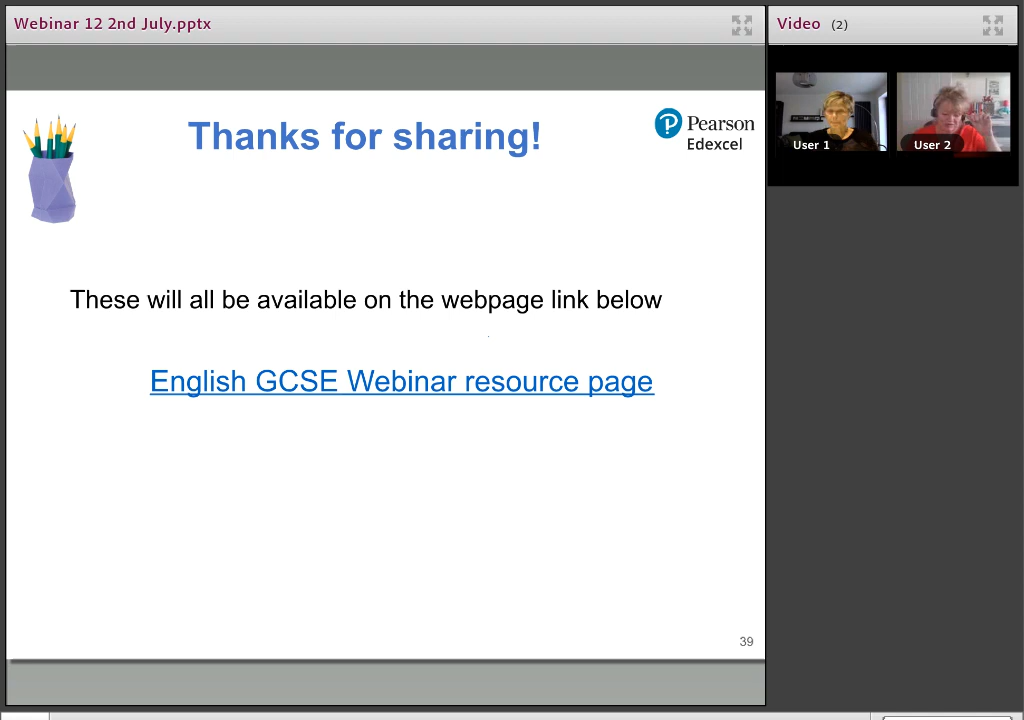 Webinar 12 2nd July.pptx
Video (2)
User 1
User 2
Thanks for sharing!
Pearson
Edexcel
These will all be available on the webpage link below
English GCSE Webinar resource page
39